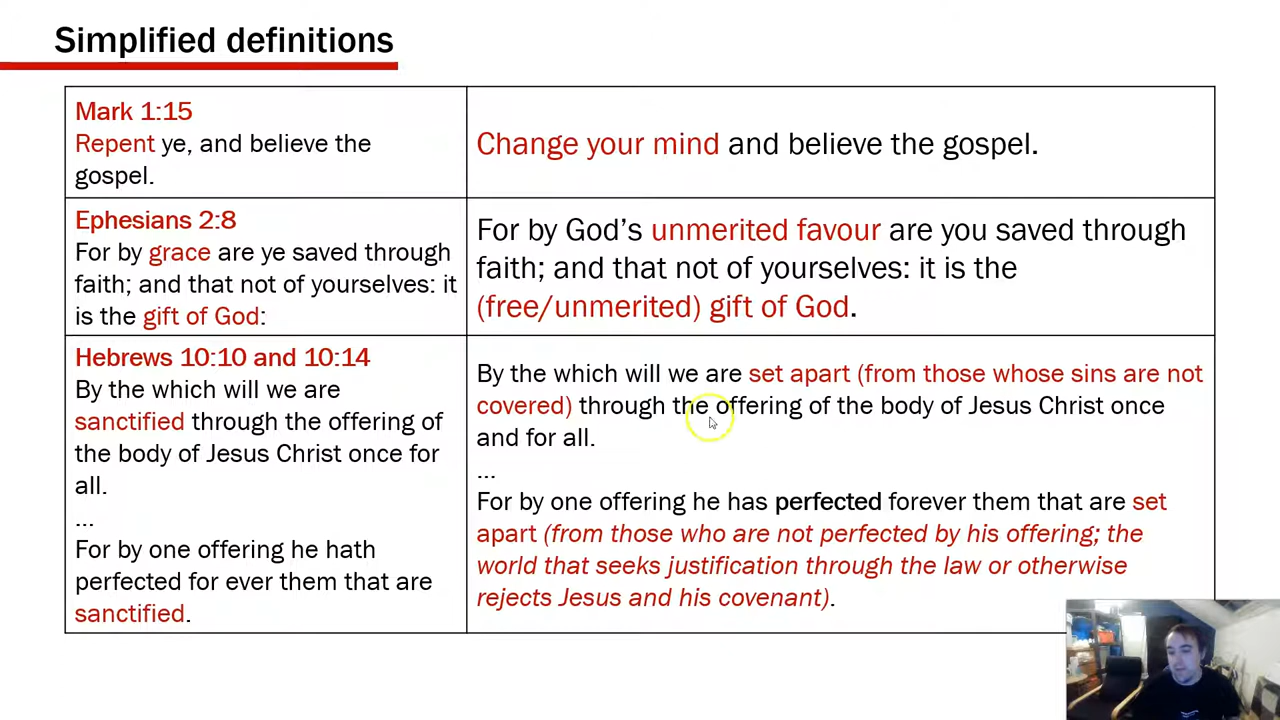 Simplified definitions
Mark 1:15
Repent ye, and believe the
gospel.
Change your mind and believe the gospel.
Ephesians 2:8
For by grace are ye saved through
faith; and that not of yourselves: it
is the gift of God:
For by God's unmerited favour are you saved through
faith; and that not of yourselves: it is the
(free/unmerited) gift of God.
Hebrews 10:10 and 10:14
By the which will we are
sanctified through the offering of
the body of Jesus Christ once for
all.
...
For by one offering he hath
perfected for ever them that are
sanctified.
By the which will we are set apart (from those whose sins are not
covered) through the offering of the body of Jesus Christ once
and for all.
...
For by one offering he has perfected forever them that are set
apart (from those who are not perfected by his offering; the
world that seeks justification through the law or otherwise
rejects Jesus and his covenant).